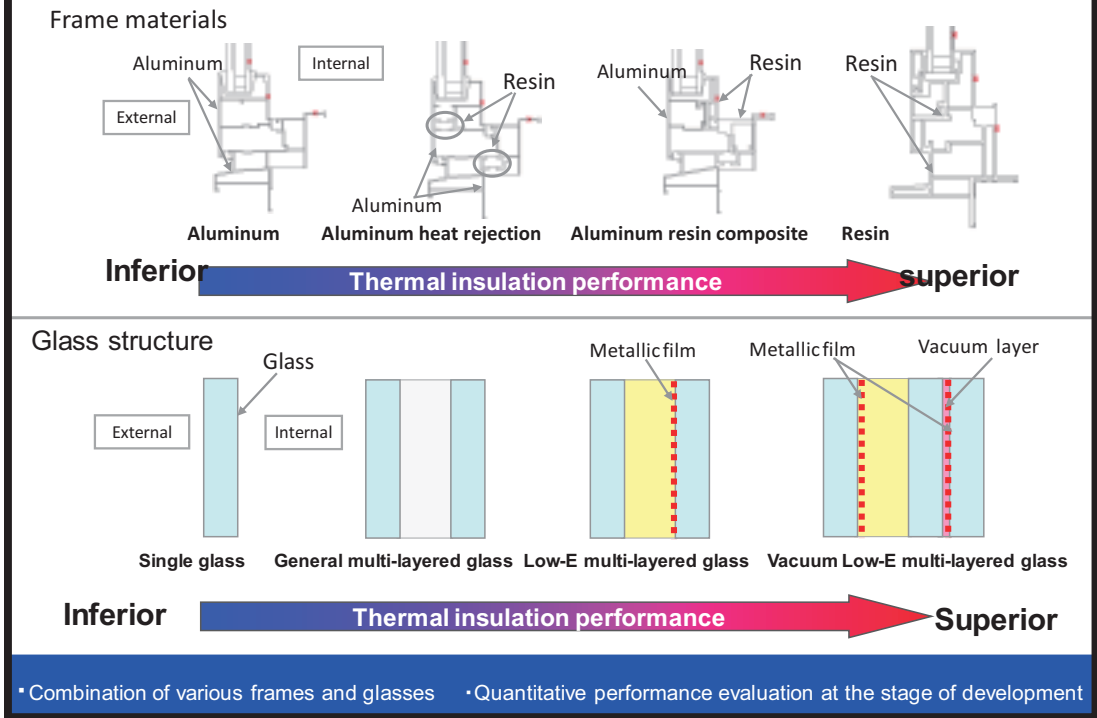 Frame materials
Aluminum
Internal
Resin
Aluminum
Resin
Resin
External
Aluminum
Aluminum
Aluminum heat rejection
Aluminum resin composite
Resin
Inferior
Thermal insulation performance
superior
Glass structure
Glass
Metallic film
Metallic film
Vacuum layer
External
Internal
Single glass
General multi-layered glass
Low-E multi-layered glass
Vacuum Low-E multi-layered glass
Inferior
Thermal insulation performance
Superior
・Combination of various frames and glasses ・Quantitative performance evaluation at the stage of development